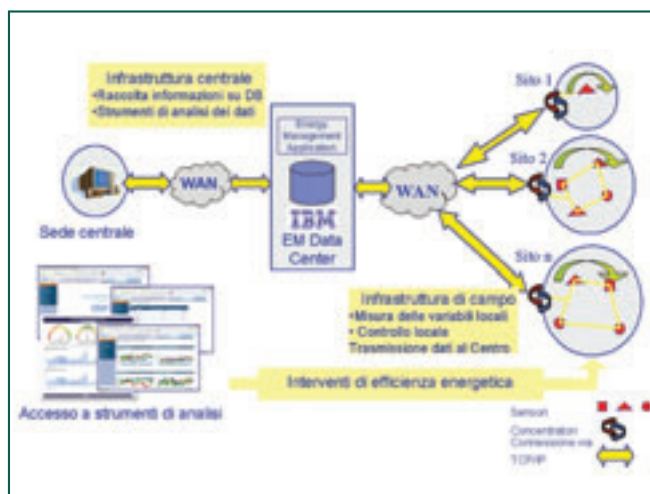 Infrastruttura centrale
•Raccolta informazioni su DB
•Strumenti di analisi dei dati
Energy
Management
Application
Sito 1
Sito 2
WAN
WAN
Sede centrale
IBM
EM Data
Center
Sito n
Infrastruttura di campo
•Misura delle variabili locali
• Controllo locale
Trasmissione dati al Centro
Interventi di efficienza energetica
Accesso a strumenti di analisi
Sensori
Concentratori
Connessione via
TCP/IP